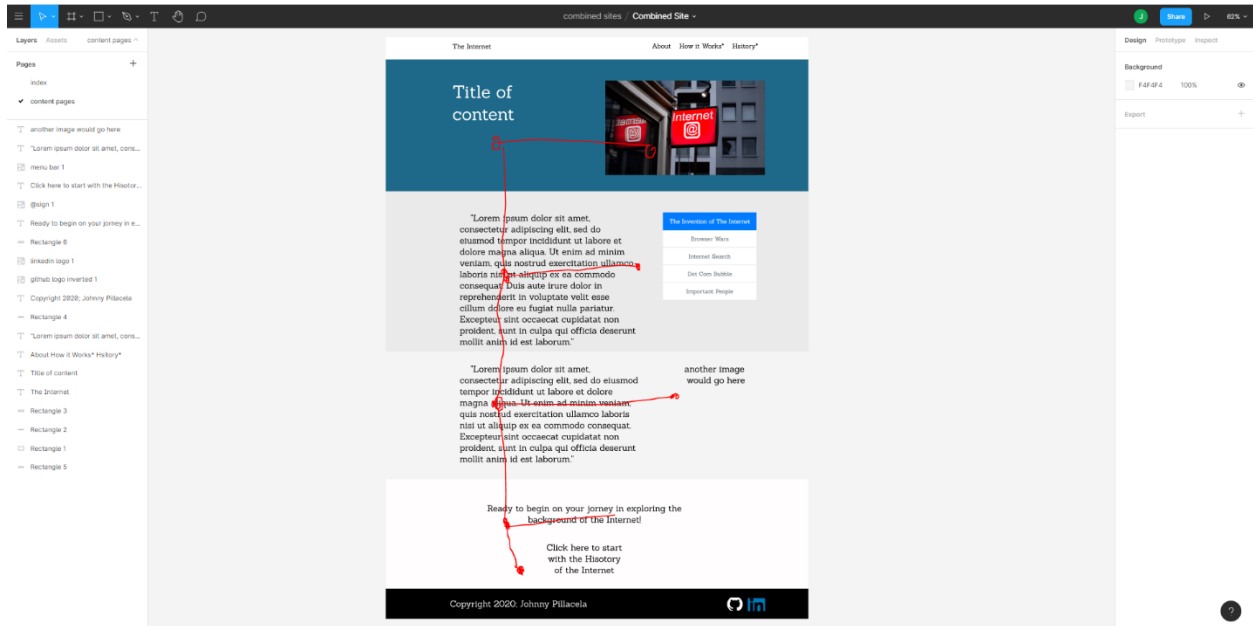 combined sites / Combined Site
J
Share
62%
Layers Assets content pages
Design Prototype Inspect
Pages
index
content pages
another image would go here
"Lorem ipsum dolor sit amet, cons...
menu bar 1
Click here to start with the Hisotor...
@sign 1
Ready to begin on your jorney in e...
Rectangle 6
linkedin logo 1
github logo inverted 1
Copyright 2020; Johnny Pillacela
Rectangle 4
"Lorem ipsum dolor sit amet, cons...
About How it Works* Hsitory*
Title of content
The Internet
Rectangle 3
Rectangle 2
Rectangle 1
Rectangle 5
The Internet
About How it Works* Hsitory*
Title of
content
Internet
@
Internet
@
"Lorem ipsum dolor sit amet,
consectetur adipiscing elit, sed do
eiusmod tempor incididunt ut labore et
dolore magna aliqua. Ut enim ad minim
veniam, quis nostrud exercitation ullamco
laboris nisi ut aliquip ex ea commodo
consequat. Duis aute irure dolor in
reprehenderit in voluptate velit esse
cillum dolore eu fugiat nulla pariatur.
Excepteur sint occaecat cupidatat non
proident, sunt in culpa qui officia deserunt
mollit anim id est laborum."
The Invention of The Internet
Browser Wars
Internet Search
Dot Com Bubble
Important People
"Lorem ipsum dolor sit amet,
consectetur adipiscing elit, sed do eiusmod
tempor incididunt ut labore et dolore
magna aliqua. Ut enim ad minim veniam,
quis nostrud exercitation ullamco laboris
nisi ut aliquip ex ea commodo consequat.
Excepteur sint occaecat cupidatat non
proident, sunt in culpa qui officia deserunt
mollit anim id est laborum."
another image
would go here
Ready to begin on your jorney in exploring the
background of the Internet!
Click here to start
with the Hisotory
of the Internet
Copyright 2020; Johnny Pillacela
in
Background
F4F4F4 100%
Export
?